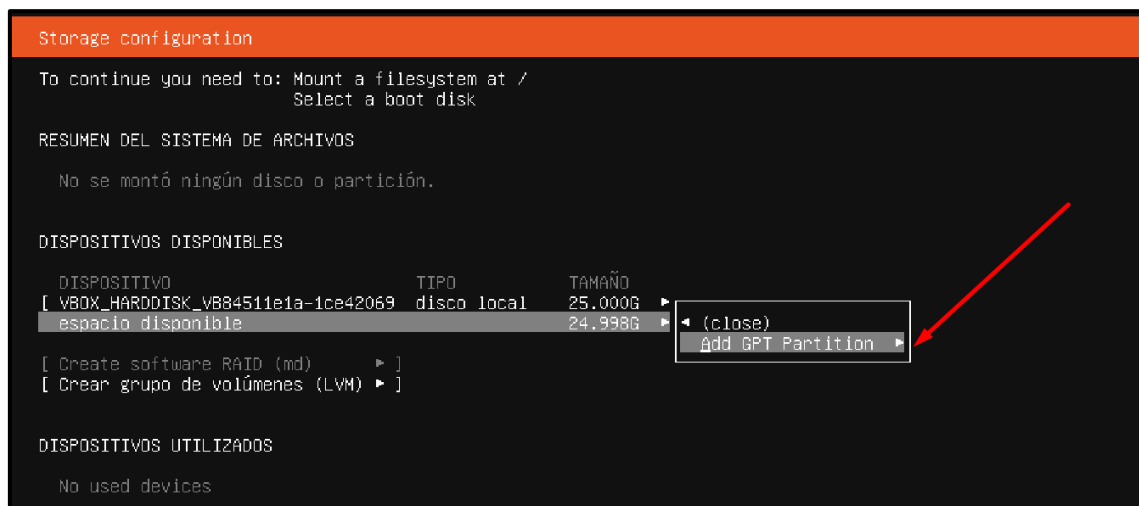 Storage configuration
To continue you need to: Mount a filesystem at /
Select a boot disk
RESUMEN DEL SISTEMA DE ARCHIVOS
No se montó ningún disco o partición.
DISPOSITIVOS DISPONIBLES
DISPOSITIVO TIPO TAMAÑO
[ VBOX_HARDDISK_VB84511e1a-1ce42069 disco local 25.000G ►
espacio disponible 24.998G ► ◄ (close)
Add GPT Partition ►
[ Create software RAID (md) ► ]
[ Crear grupo de volúmenes (LVM) ► ]
DISPOSITIVOS UTILIZADOS
No used devices